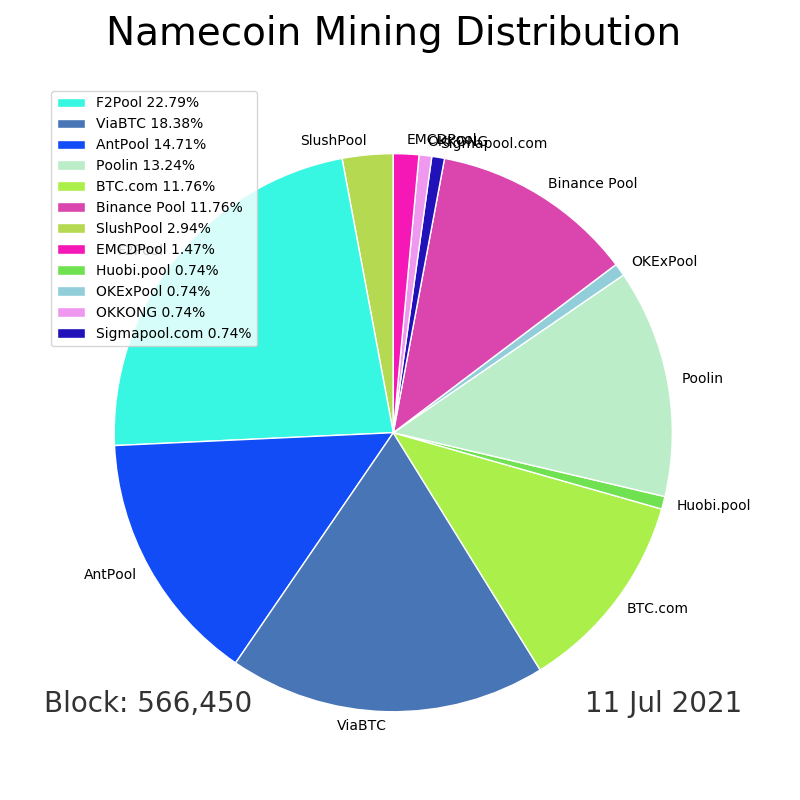 Namecoin Mining Distribution
F2Pool 22.79%
ViaBTC 18.38%
AntPool 14.71%
Poolin 13.24%
BTC.com 11.76%
Binance Pool 11.76%
SlushPool 2.94%
EMCDPool 1.47%
Huobi.pool 0.74%
OKExPool 0.74%
OKKONG 0.74%
Sigmapool.com 0.74%
SlushPool
EMCDPool
OKKONG
Sigmapool.com
Binance Pool
OKExPool
Poolin
Huobi.pool
BTC.com
ViaBTC
AntPool
Block: 566,450
11 Jul 2021